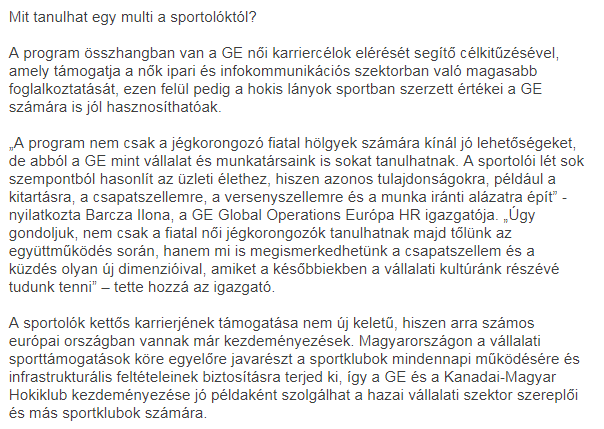 Mit tanulhat egy multi a sportolóktól?
A program összhangban van a GE női karriercélok elérését segítő célkitűzésével,
amely támogatja a nők ipari és infokommunikációs szektorban való magasabb
foglalkoztatását, ezen felül pedig a hokis lányok sportban szerzett értékei a GE
számára is jól hasznosíthatóak.
„A program nem csak a jégkorongozó fiatal hölgyek számára kínál jó lehetőségeket,
de abból a GE mint vállalat és munkatársaink is sokat tanulhatnak. A sportolói lét sok
szempontból hasonlít az üzleti élethez, hiszen azonos tulajdonságokra, például a
kitartásra, a csapatszellemre, a versenyszellemre és a munka iránti alázatra épít” -
nyilatkozta Barcza Ilona, a GE Global Operations Európa HR igazgatója. „Úgy
gondoljuk, nem csak a fiatal női jégkorongozók tanulhatnak majd tőlünk az
együttműködés során, hanem mi is megismerkedhetünk a csapatszellem és a
küzdés olyan új dimenzióival, amiket a későbbiekben a vállalati kultúránk részévé
tudunk tenni” – tette hozzá az igazgató.
A sportolók kettős karrierjének támogatása nem új keletű, hiszen arra számos
európai országban vannak már kezdeményezések. Magyarországon a vállalati
sporttámogatások köre egyelőre javarészt a sportklubok mindennapi működésére és
infrastrukturális feltételeinek biztosításra terjed ki, így a GE és a Kanadai-Magyar
Hokiklub kezdeményezése jó példaként szolgálhat a hazai vállalati szektor szereplői
és más sportklubok számára.